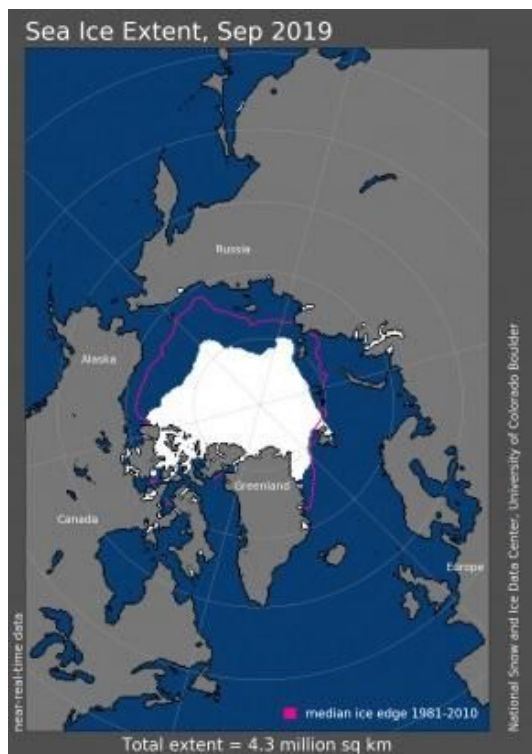 Sea Ice Extent, Sep 2019
Russia
Alaska
Greenland
Canada
Europe
near-real-time data
National Snow and Ice Data Center, University of Colorado Boulder
median ice edge 1981-2010
Total extent = 4.3 million sq km